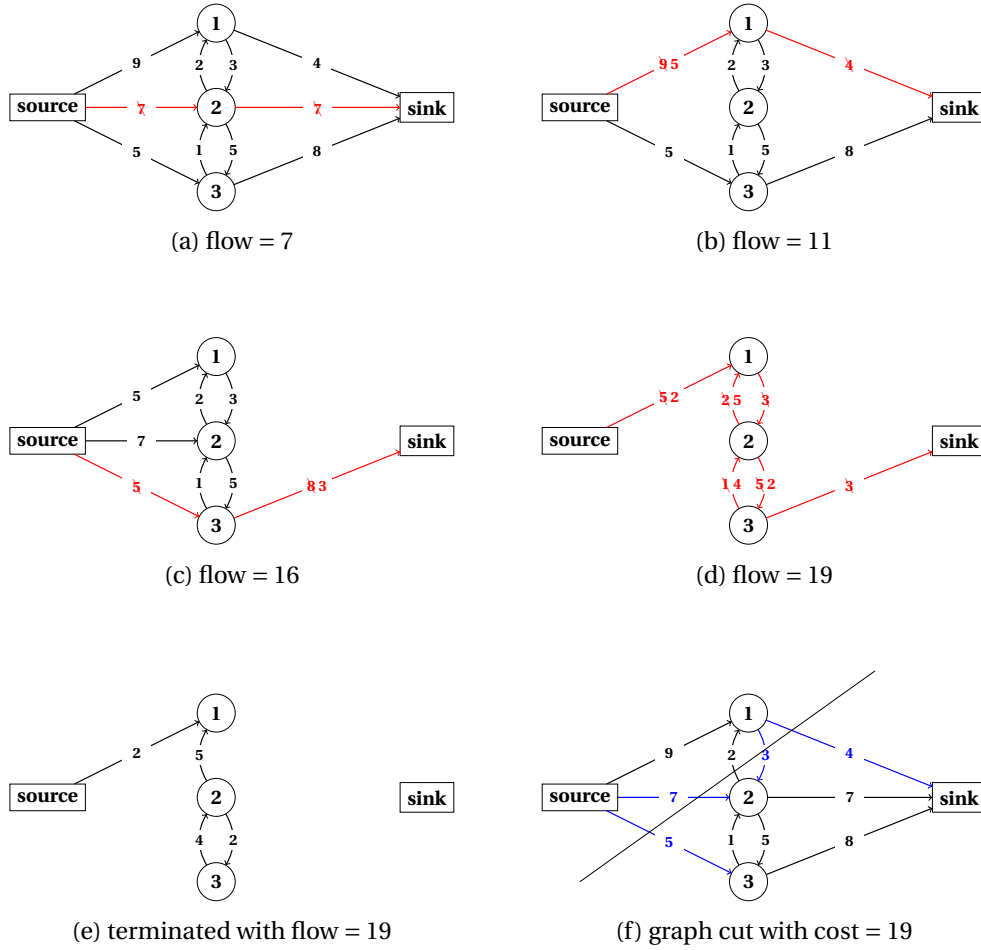 1
9 2 3 4
source 7 2 7 sink
5 1 5 8
3
(a) flow = 7
1
9 5 2 3 4
source 2 sink
5 1 5 8
3
(b) flow = 11
1
5 2 3
source 7 2 sink
5 1 5 8 3
3
(c) flow = 16
1
5 2 2 5 3
source 2 sink
1 4 5 2 3
3
(d) flow = 19
1
2 5
source 2 sink
4 2
3
(e) terminated with flow = 19
1
9 2 3 4
source 7 2 7 sink
5 1 5 8
3
(f) graph cut with cost = 19